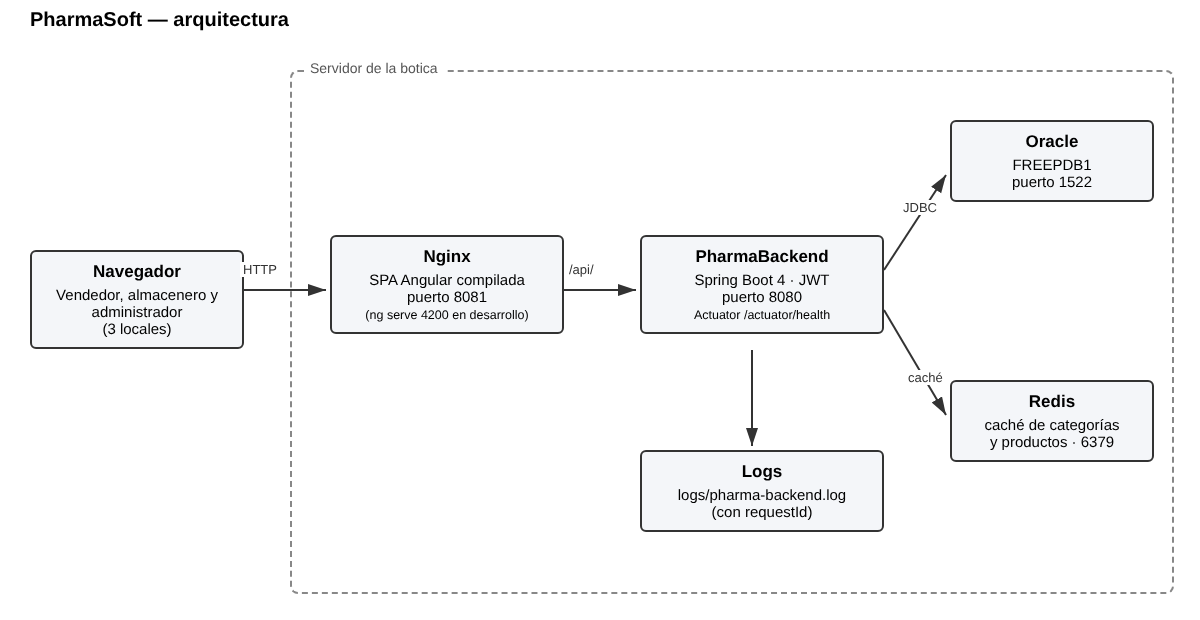 PharmaSoft — arquitectura
Servidor de la botica
Navegador
Vendedor, almacenero y
administrador
(3 locales)
HTTP
Nginx
SPA Angular compilada
puerto 8081
(ng serve 4200 en desarrollo)
/api/
PharmaBackend
Spring Boot 4 · JWT
puerto 8080
Actuator /actuator/health
JDBC
Oracle
FREEPDB1
puerto 1522
caché
Redis
caché de categorías
y productos · 6379
Logs
logs/pharma-backend.log
(con requestId)